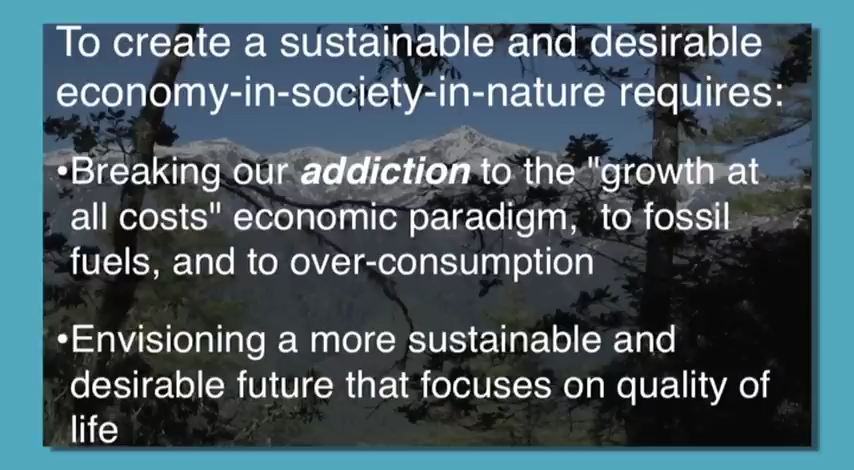 To create a sustainable and desirable
economy-in-society-in-nature requires:
•Breaking our addiction to the "growth at
all costs" economic paradigm,  to fossil
fuels, and to over-consumption
•Envisioning a more sustainable and
desirable future that focuses on quality of
life